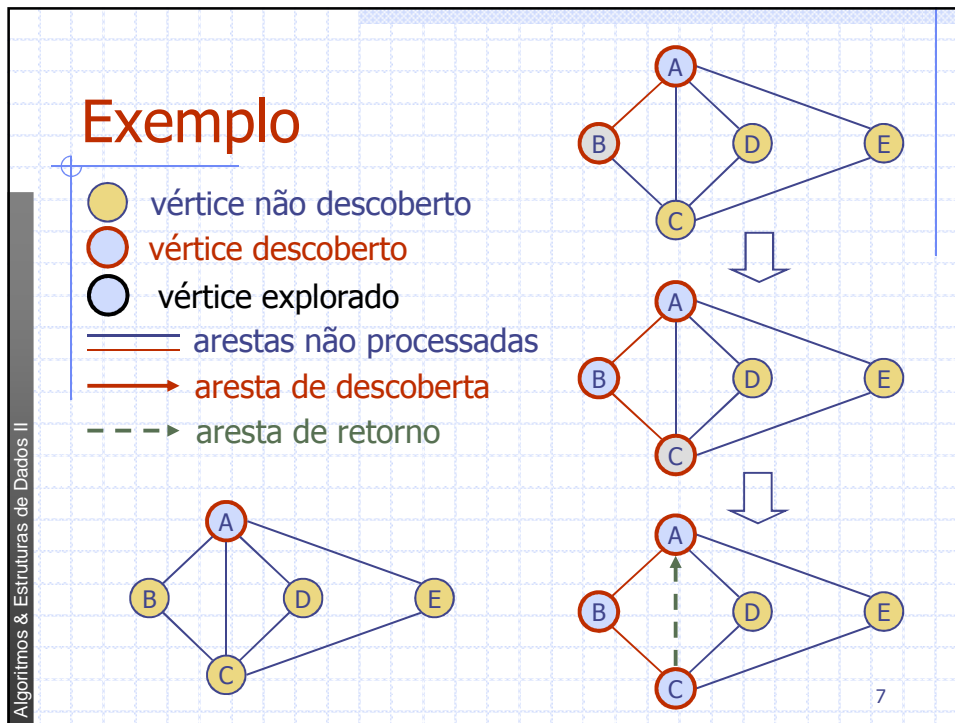 Exemplo
vértice não descoberto
vértice descoberto
vértice explorado
arestas não processadas
aresta de descoberta
aresta de retorno
A
B
D
E
C
A
B
D
E
C
A
B
D
E
C
A
B
D
E
C
Algoritmos & Estruturas de Dados II
7